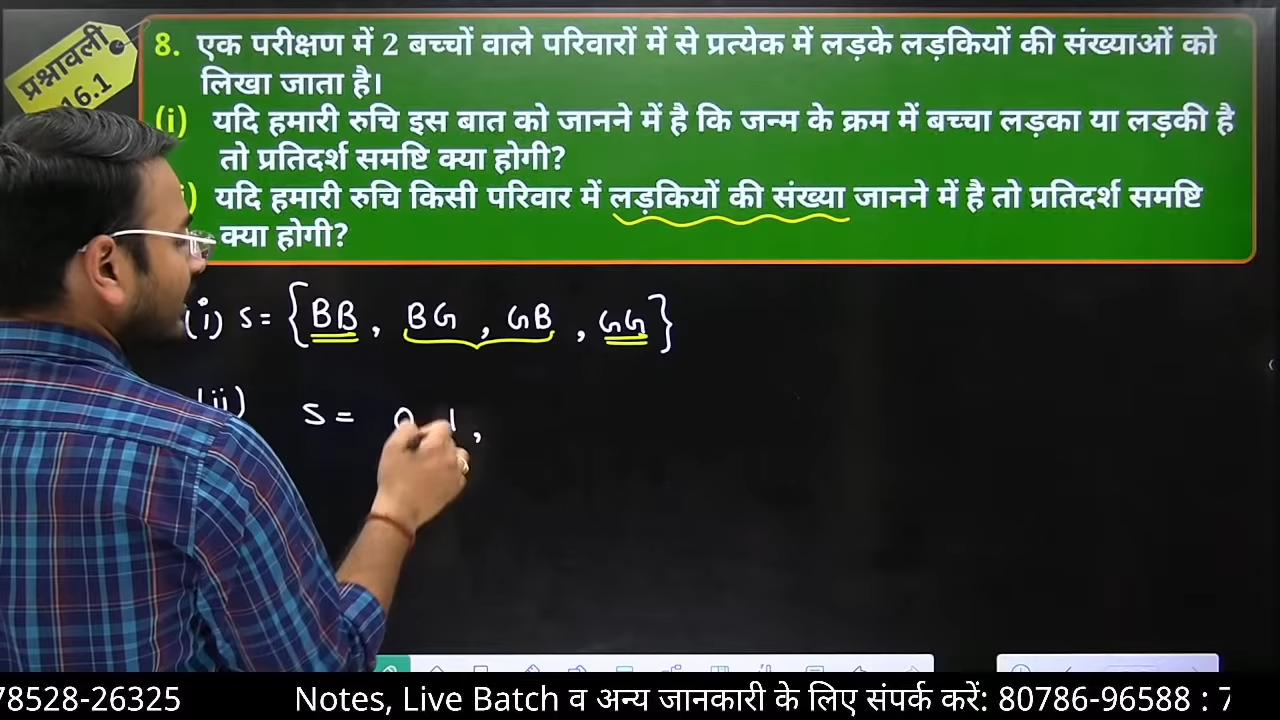 प्रश्नावली
16.1
8. एक परीक्षण में 2 बच्चों वाले परिवारों में से प्रत्येक में लड़के लड़कियों की संख्याओं को
लिखा जाता है।
(i) यदि हमारी रुचि इस बात को जानने में है कि जन्म के क्रम में बच्चा लड़का या लड़की है
तो प्रतिदर्श समष्टि क्या होगी?
) यदि हमारी रुचि किसी परिवार में लड़कियों की संख्या जानने में है तो प्रतिदर्श समष्टि
क्या होगी?
(i) S = {BB, BG, GB, GG}
(ii) S = 0, 1,
78528-26325 Notes, Live Batch व अन्य जानकारी के लिए संपर्क करें: 80786-96588 : 7